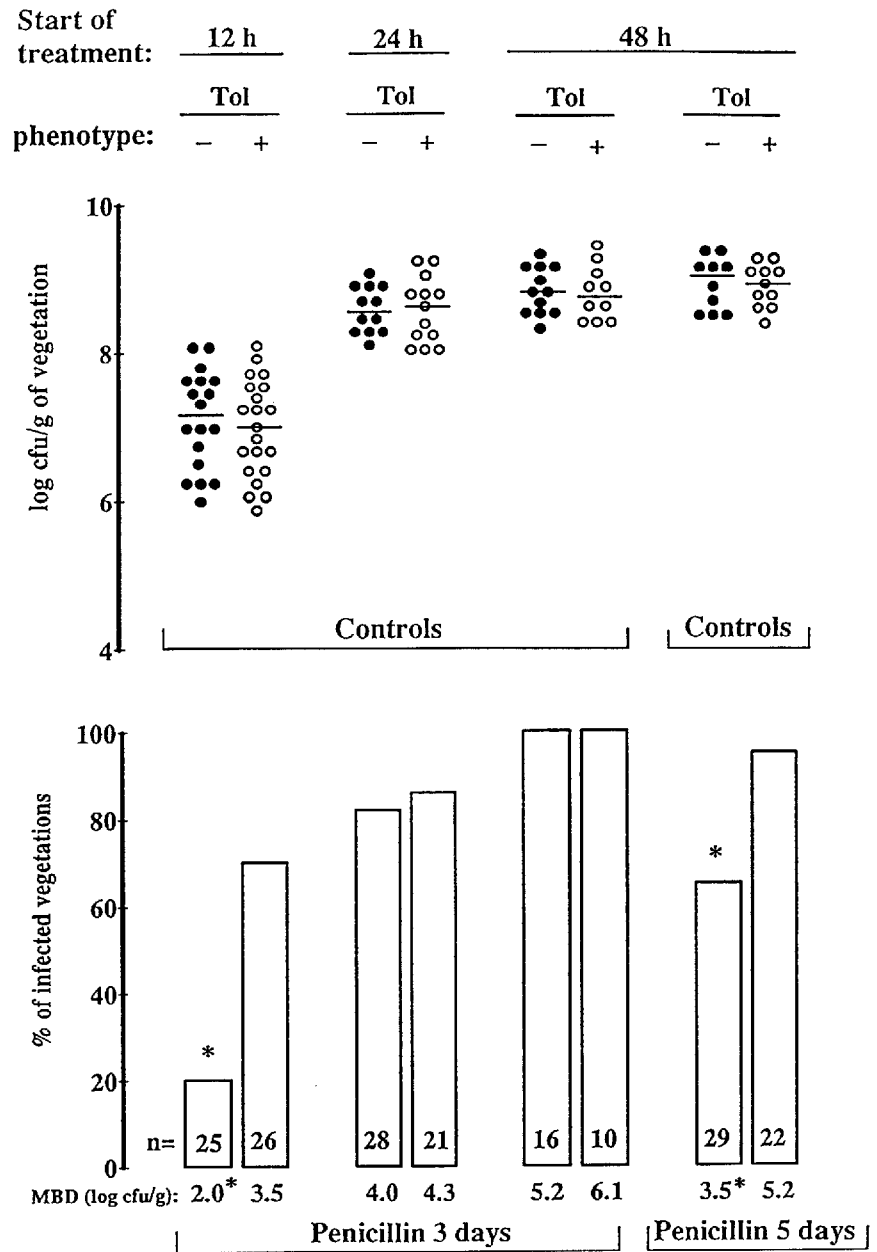 Start of treatment: 12 h 24 h 48 h
Tol Tol Tol Tol
phenotype: − + − + − + − +
10
8
6
4
log cfu/g of vegetation
Controls Controls
100
80
60
40
20
0
% of infected vegetations
* *
n= 25 26 28 21 16 10 29 22
MBD (log cfu/g): 2.0* 3.5 4.0 4.3 5.2 6.1 3.5* 5.2
Penicillin 3 days Penicillin 5 days